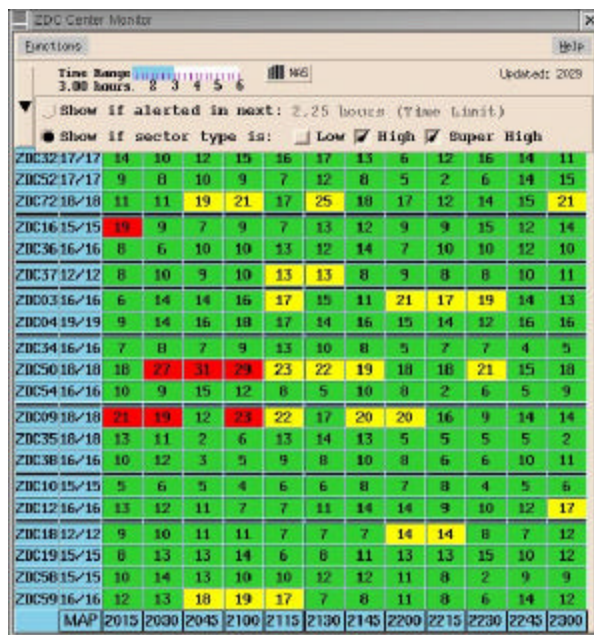 ZDC Center Monitor
Functions Help
Time Range NAS Updated: 2029
3.00 hours. 2 3 4 5 6
Show if alerted in next: 2.25 hours (Time Limit)
Show if sector type is: Low High Super High
ZDC32 17/17 14 10 12 15 16 17 13 6 12 16 14 11
ZDC52 17/17 9 8 10 9 7 12 8 5 2 6 14 15
ZDC72 18/18 11 11 19 21 17 25 18 17 12 14 15 21
ZDC16 15/15 19 9 7 9 7 13 12 9 9 15 12 14
ZDC36 16/16 8 6 10 10 13 12 14 7 10 10 12 10
ZDC37 12/12 8 10 9 10 13 13 8 9 8 8 10 11
ZDC03 16/16 6 14 14 16 17 15 11 21 17 19 14 13
ZDC04 19/19 9 14 16 18 17 14 16 15 14 12 16 16
ZDC34 16/16 7 8 7 9 13 10 8 5 7 7 4 5
ZDC50 18/18 18 27 31 29 23 22 19 18 18 21 15 18
ZDC54 16/16 10 9 15 12 8 5 10 8 2 6 5 9
ZDC09 18/18 21 19 12 23 22 17 20 20 16 9 14 14
ZDC35 18/18 13 11 2 6 13 14 13 5 5 5 5 2
ZDC38 16/16 10 12 3 5 9 8 10 8 6 6 10 11
ZDC10 15/15 5 6 5 4 6 6 8 7 8 4 5 6
ZDC12 16/16 13 12 11 7 7 11 14 14 9 10 12 17
ZDC18 12/12 9 10 11 11 7 7 7 14 14 8 7 12
ZDC19 15/15 8 13 13 14 6 8 11 13 13 15 10 12
ZDC58 15/15 10 14 13 10 10 12 12 11 8 2 9 9
ZDC59 16/16 12 13 18 19 17 7 8 11 8 6 14 12
MAP 2015 2030 2045 2100 2115 2130 2145 2200 2215 2230 2245 2300